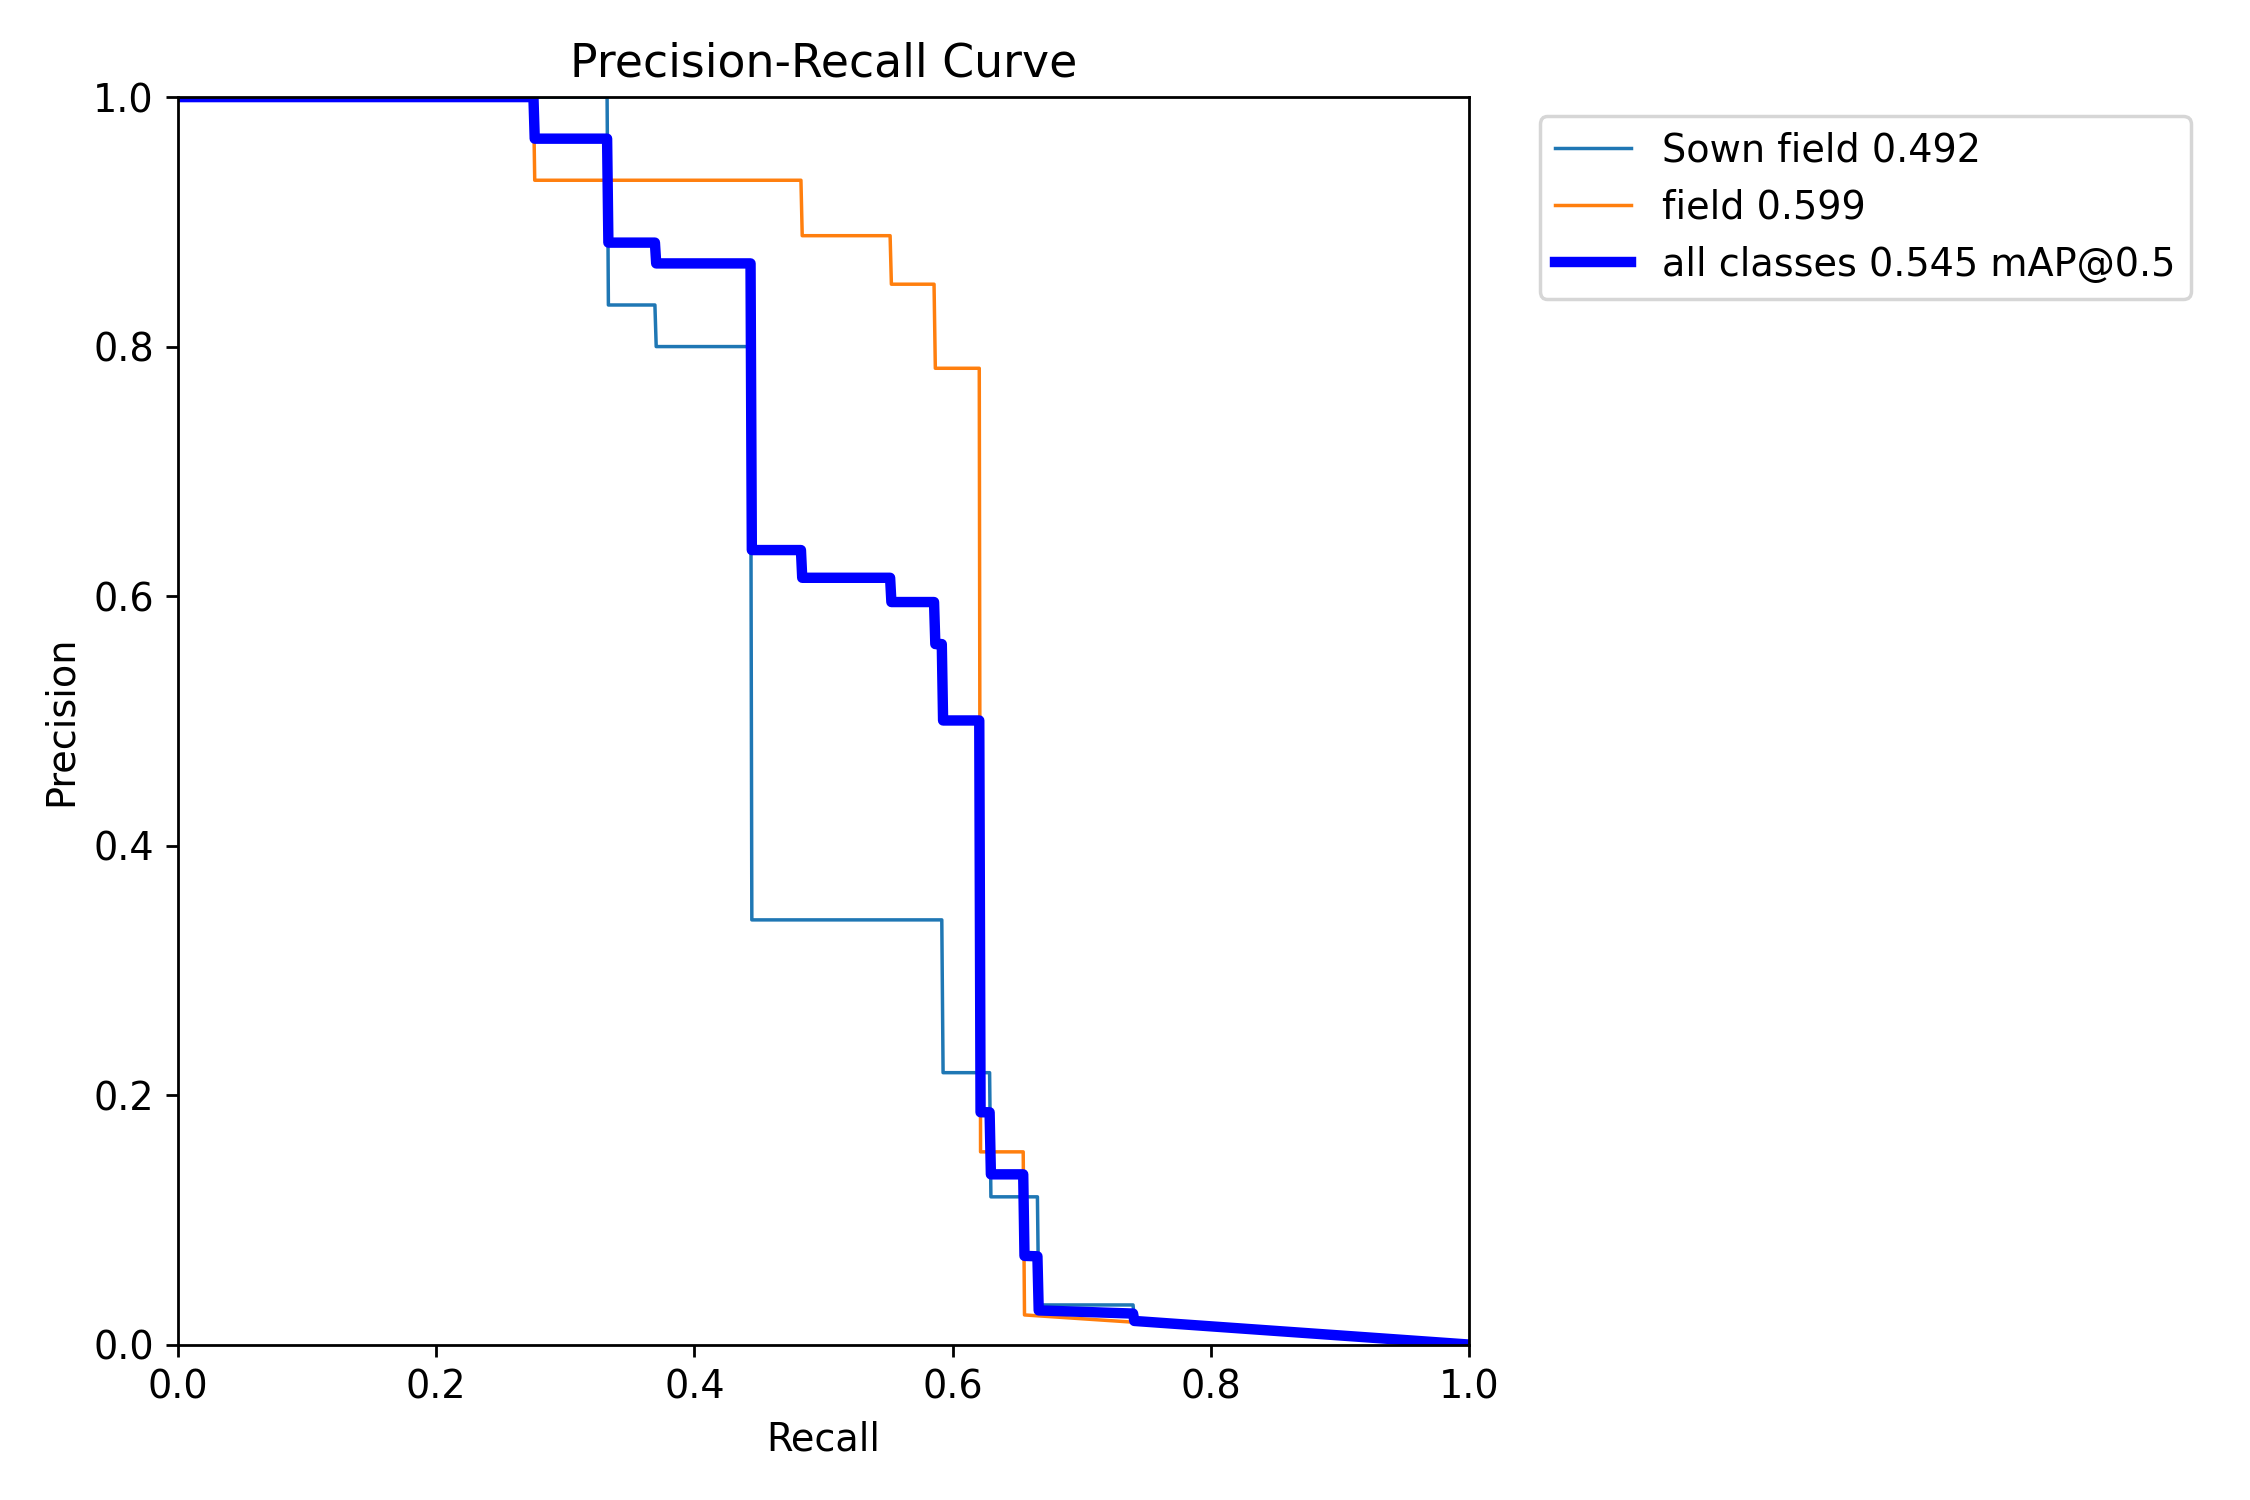 Precision-Recall Curve
1.0
0.8
0.6
0.4
0.2
0.0
Precision
0.0 0.2 0.4 0.6 0.8 1.0
Recall
Sown field 0.492
field 0.599
all classes 0.545 mAP@0.5